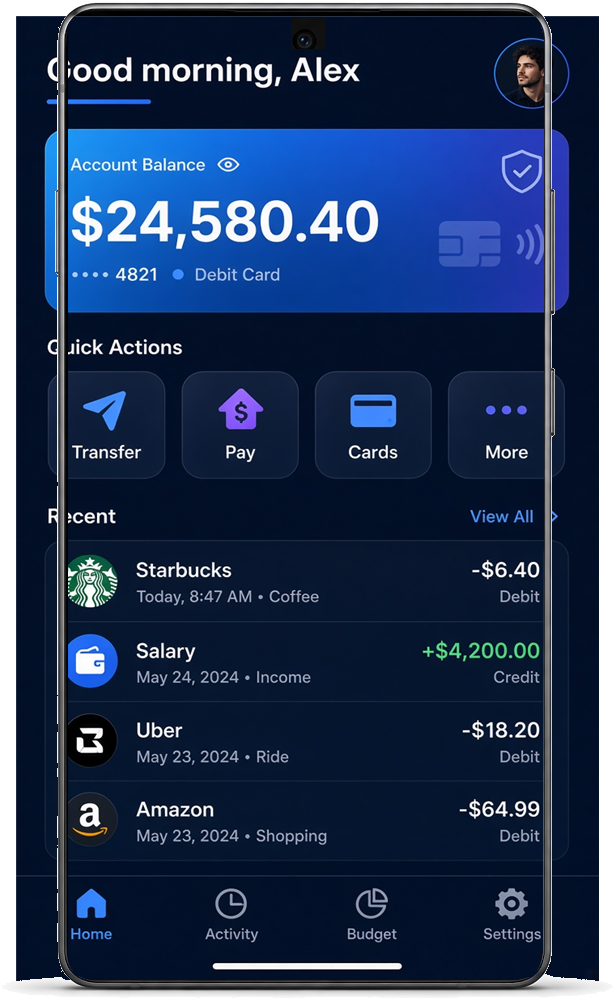 Good morning, Alex
Account Balance
$24,580.40
•••• 4821 Debit Card
Quick Actions
$
Transfer Pay Cards More
Recent View All
Starbucks -$6.40
Today, 8:47 AM • Coffee Debit
Salary +$4,200.00
May 24, 2024 • Income Credit
Uber -$18.20
May 23, 2024 • Ride Debit
a
Amazon -$64.99
May 23, 2024 • Shopping Debit
Home Activity Budget Settings